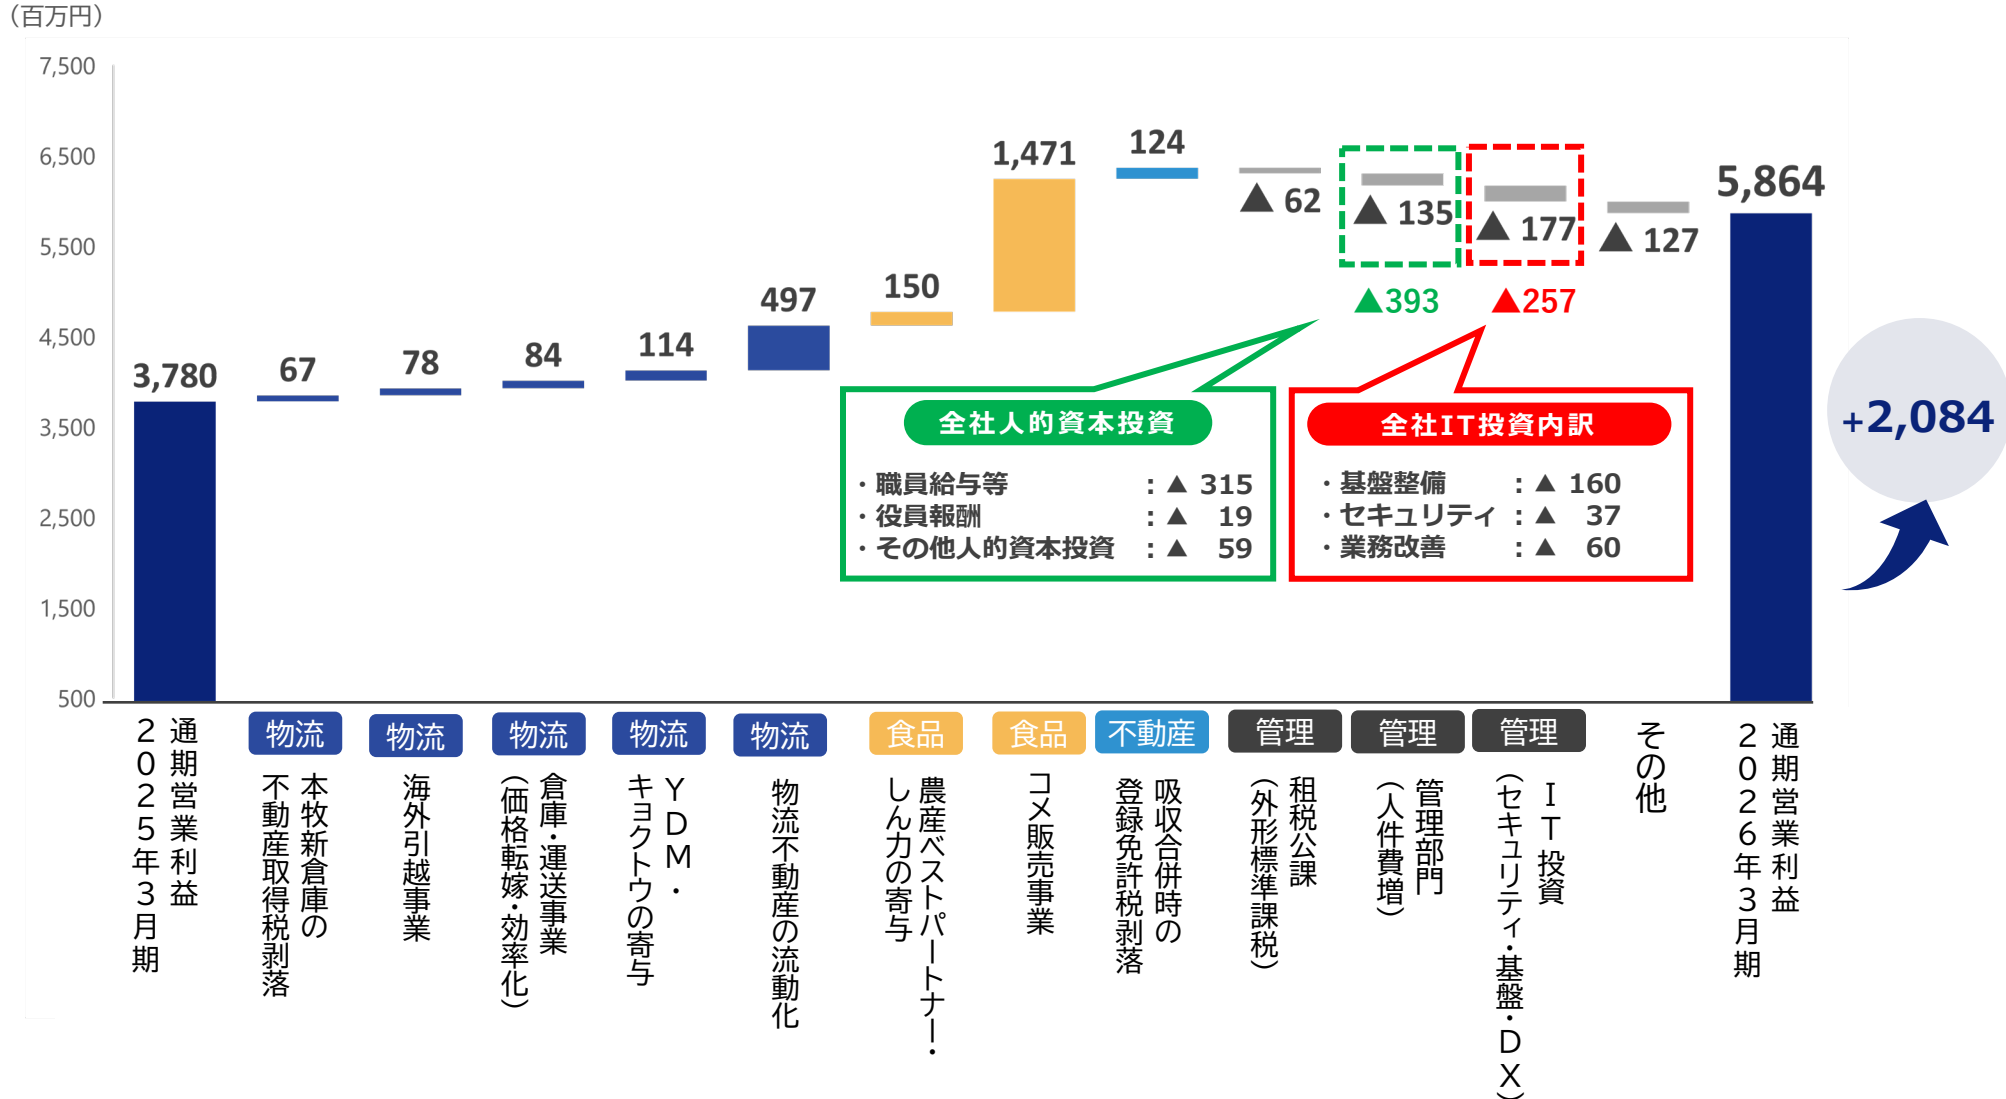 （百万円）
7,500
6,500
5,500
4,500
3,500
2,500
1,500
500
3,780
67
78
84
114
497
150
1,471
124
▲ 62
▲ 135
▲ 177
▲ 127
5,864
▲393
▲257
+2,084
全社人的資本投資
・職員給与等 ：▲ 315
・役員報酬 ：▲ 19
・その他人的資本投資 ：▲ 59
全社IT投資内訳
・基盤整備 ：▲ 160
・セキュリティ ：▲ 37
・業務改善 ：▲ 60
通期営業利益
２０２５年３月期
物流
本牧新倉庫の
不動産取得税剥落
物流
海外引越事業
物流
倉庫・運送事業
（価格転嫁・効率化）
物流
ＹＤＭ・
キョクトウの寄与
物流
物流不動産の流動化
食品
農産ベストパートナー・
しん力の寄与
食品
コメ販売事業
不動産
吸収合併時の
登録免許税剥落
管理
租税公課
（外形標準課税）
管理
管理部門
（人件費増）
管理
ＩＴ投資
（セキュリティ・基盤・ＤＸ）
その他
通期営業利益
２０２６年３月期